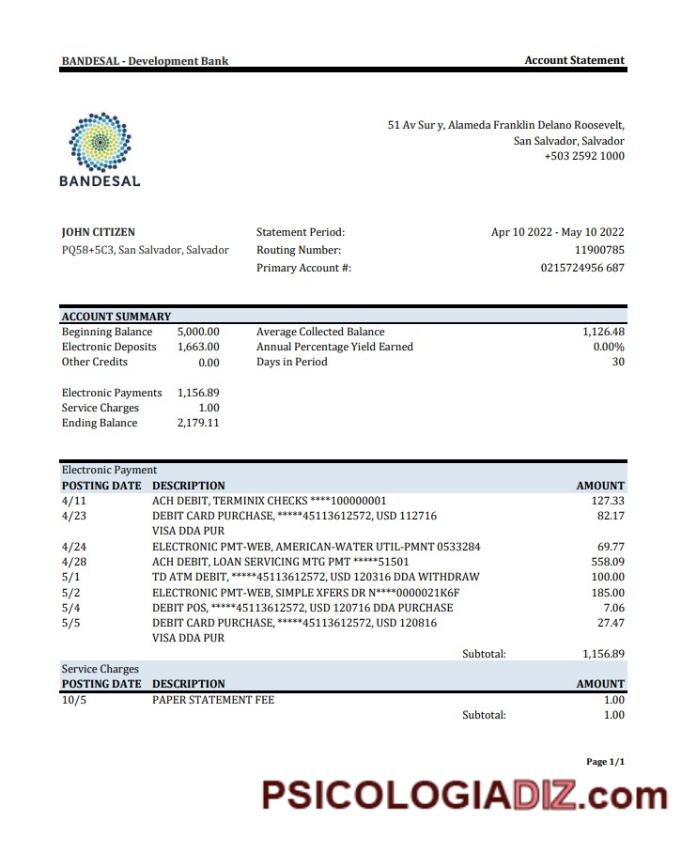 BANDESAL - Development Bank Account Statement
51 Av Sur y, Alameda Franklin Delano Roosevelt,
San Salvador, Salvador
+503 2592 1000
BANDESAL
JOHN CITIZEN Statement Period: Apr 10 2022 - May 10 2022
PQ58+5C3, San Salvador, Salvador Routing Number: 11900785
Primary Account #: 0215724956 687
ACCOUNT SUMMARY
Beginning Balance 5,000.00 Average Collected Balance 1,126.48
Electronic Deposits 1,663.00 Annual Percentage Yield Earned 0.00%
Other Credits 0.00 Days in Period 30
Electronic Payments 1,156.89
Service Charges 1.00
Ending Balance 2,179.11
Electronic Payment
POSTING DATE DESCRIPTION AMOUNT
4/11 ACH DEBIT, TERMINIX CHECKS ****100000001 127.33
4/23 DEBIT CARD PURCHASE, *****45113612572, USD 112716 82.17
VISA DDA PUR
4/24 ELECTRONIC PMT-WEB, AMERICAN-WATER UTIL-PMNT 0533284 69.77
4/28 ACH DEBIT, LOAN SERVICING MTG PMT *****51501 558.09
5/1 TD ATM DEBIT, *****45113612572, USD 120316 DDA WITHDRAW 100.00
5/2 ELECTRONIC PMT-WEB, SIMPLE XFERS DR N****0000021K6F 185.00
5/4 DEBIT POS, *****45113612572, USD 120716 DDA PURCHASE 7.06
5/5 DEBIT CARD PURCHASE, *****45113612572, USD 120816 27.47
VISA DDA PUR
Subtotal: 1,156.89
Service Charges
POSTING DATE DESCRIPTION AMOUNT
10/5 PAPER STATEMENT FEE 1.00
Subtotal: 1.00
Page 1/1
PSICOLOGIADIZ.com